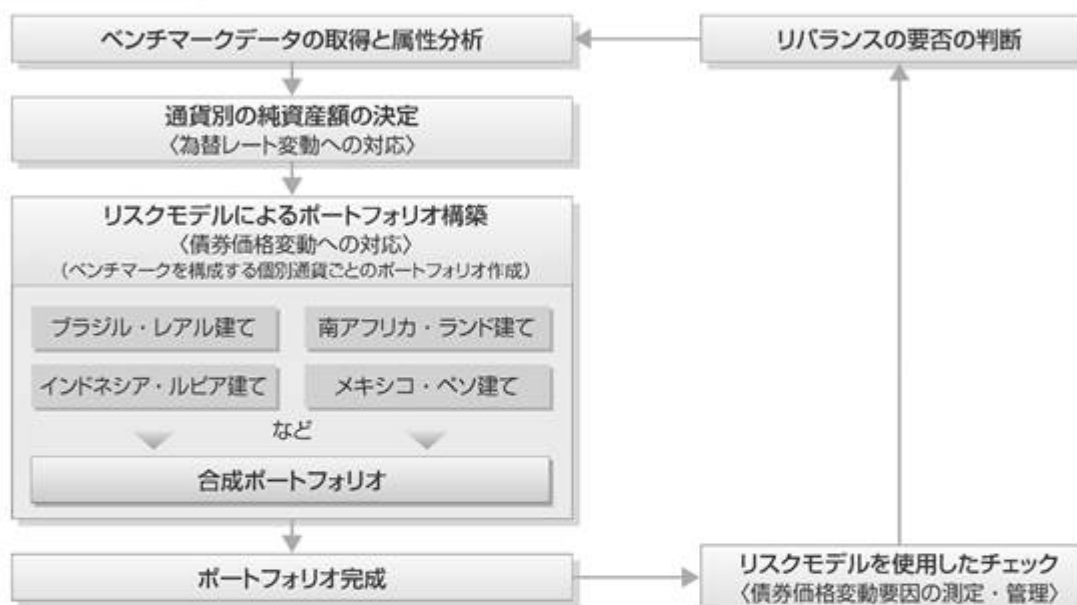 ベンチマークデータの取得と属性分析
リバランスの要否の判断
通貨別の純資産額の決定
〈為替レート変動への対応〉
リスクモデルによるポートフォリオ構築
〈債券価格変動への対応〉
（ベンチマークを構成する個別通貨ごとのポートフォリオ作成）
ブラジル・レアル建て
南アフリカ・ランド建て
インドネシア・ルピア建て
メキシコ・ペソ建て
など
合成ポートフォリオ
ポートフォリオ完成
リスクモデルを使用したチェック
〈債券価格変動要因の測定・管理〉